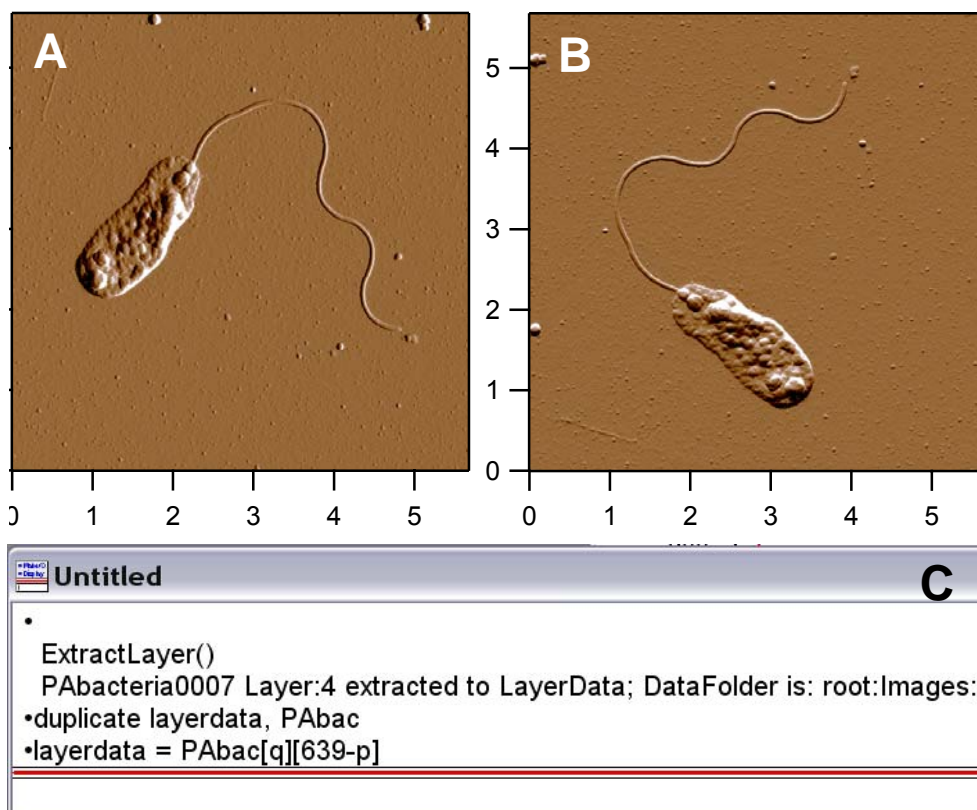 A
B
5
4
3
2
1
0
0 1 2 3 4 5
0 1 2 3 4 5
Untitled
C
•
ExtractLayer()
PAbacteria0007 Layer:4 extracted to LayerData; DataFolder is: root:Images:
•duplicate layerdata, PAbac
•layerdata = PAbac[q][639-p]